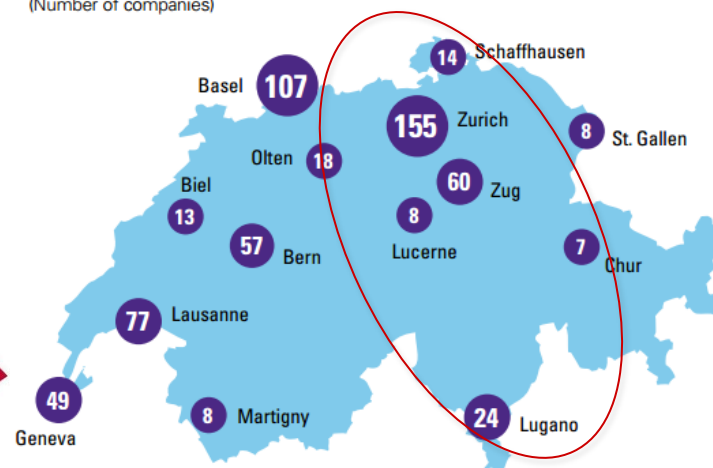 (Number of companies)
14
Schaffhausen
Basel
107
155
Zurich
8
St. Gallen
Olten
18
60
Zug
Biel
13
8
Lucerne
57
Bern
7
Chur
77
Lausanne
49
Geneva
8
Martigny
24
Lugano